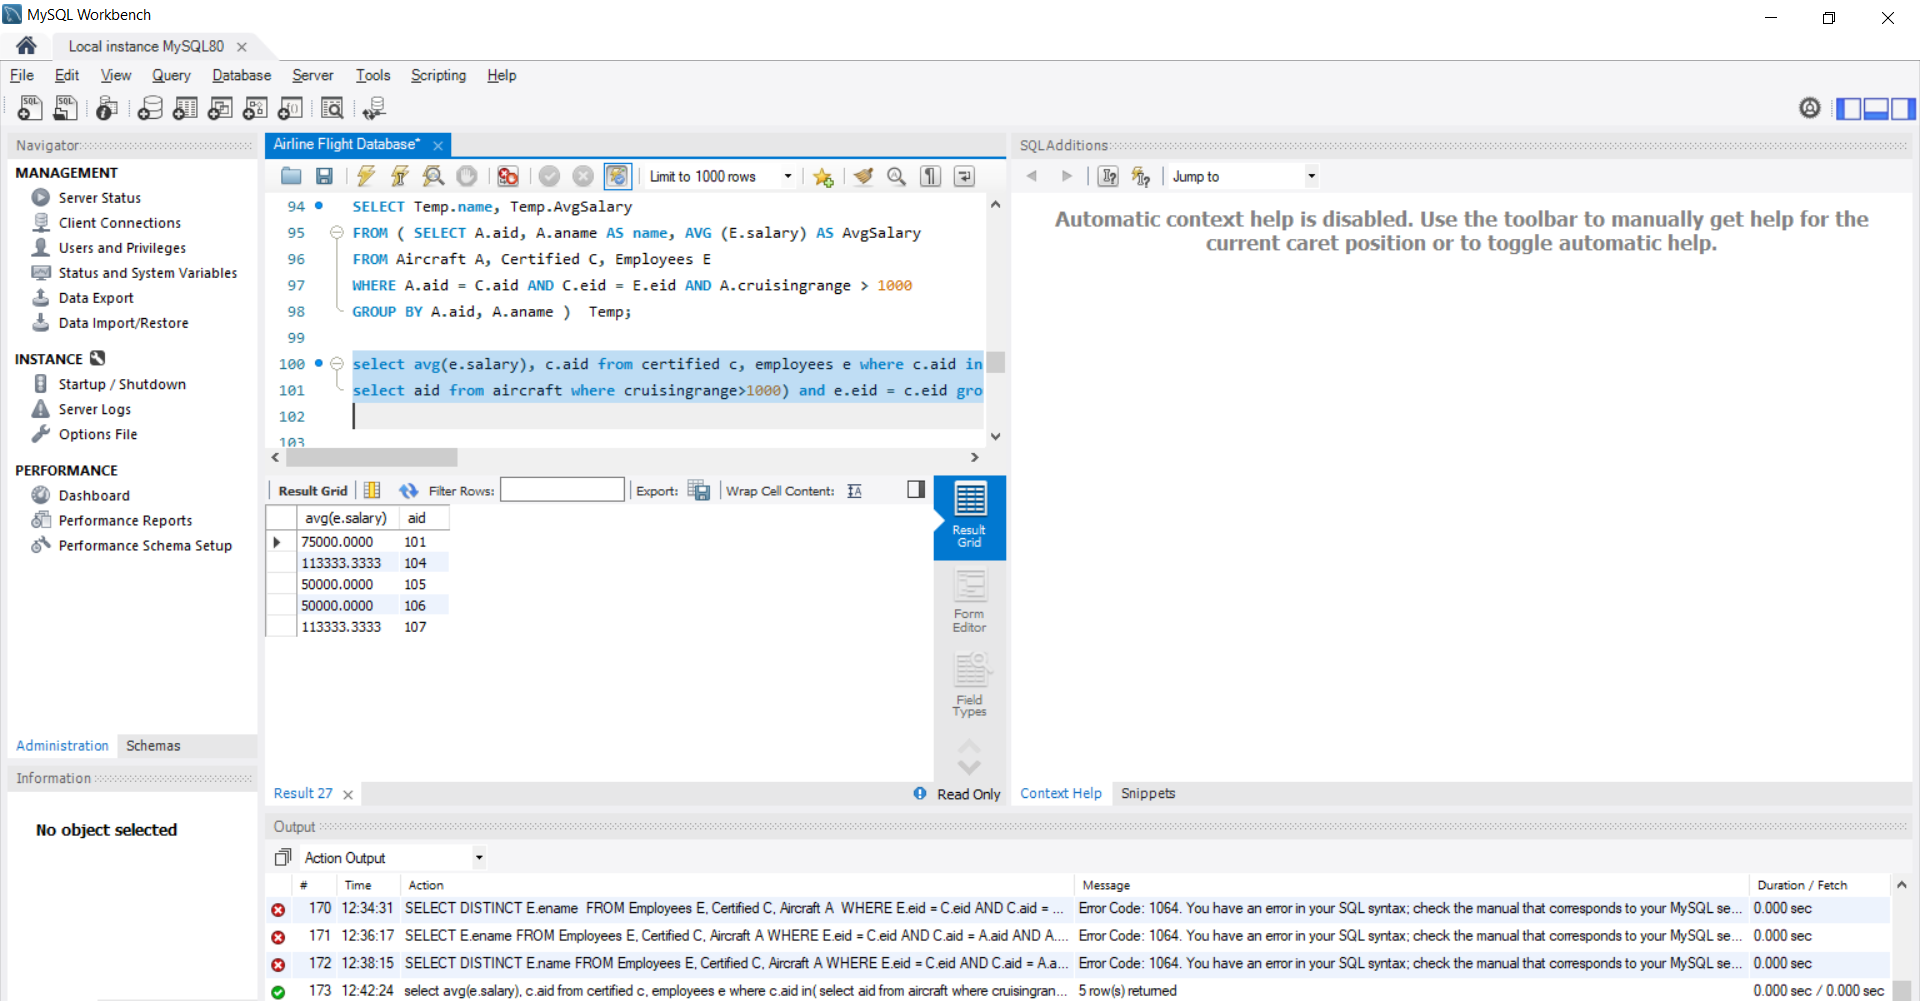 MySQL Workbench
Local instance MySQL80
File Edit View Query Database Server Tools Scripting Help
Navigator
MANAGEMENT
Server Status
Client Connections
Users and Privileges
Status and System Variables
Data Export
Data Import/Restore
INSTANCE
Startup / Shutdown
Server Logs
Options File
PERFORMANCE
Dashboard
Performance Reports
Performance Schema Setup
Administration Schemas
Information
No object selected
Airline Flight Database*
Limit to 1000 rows
94 SELECT Temp.name, Temp.AvgSalary
95 FROM ( SELECT A.aid, A.aname AS name, AVG (E.salary) AS AvgSalary
96 FROM Aircraft A, Certified C, Employees E
97 WHERE A.aid = C.aid AND C.eid = E.eid AND A.cruisingrange > 1000
98 GROUP BY A.aid, A.aname ) Temp;
99
100 select avg(e.salary), c.aid from certified c, employees e where c.aid in
101 select aid from aircraft where cruisingrange>1000) and e.eid = c.eid gro
102
103
Result Grid Filter Rows: Export: Wrap Cell Content:
avg(e.salary) aid
75000.0000 101
113333.3333 104
50000.0000 105
50000.0000 106
113333.3333 107
Result Grid
Form Editor
Field Types
Result 27
Read Only
SQLAdditions
Jump to
Automatic context help is disabled. Use the toolbar to manually get help for the
current caret position or to toggle automatic help.
Context Help Snippets
Output
Action Output
# Time Action Message Duration / Fetch
170 12:34:31 SELECT DISTINCT E.ename FROM Employees E, Certified C, Aircraft A WHERE E.eid = C.eid AND C.aid = ... Error Code: 1064. You have an error in your SQL syntax; check the manual that corresponds to your MySQL se... 0.000 sec
171 12:36:17 SELECT E.ename FROM Employees E, Certified C, Aircraft A WHERE E.eid = C.eid AND C.aid = A.aid AND A.... Error Code: 1064. You have an error in your SQL syntax; check the manual that corresponds to your MySQL se... 0.000 sec
172 12:38:15 SELECT DISTINCT E.name FROM Employees E, Certified C, Aircraft A WHERE E.eid = C.eid AND C.aid = A.a... Error Code: 1064. You have an error in your SQL syntax; check the manual that corresponds to your MySQL se... 0.000 sec
173 12:42:24 select avg(e.salary), c.aid from certified c, employees e where c.aid in( select aid from aircraft where cruisingran... 5 row(s) returned 0.000 sec / 0.000 sec